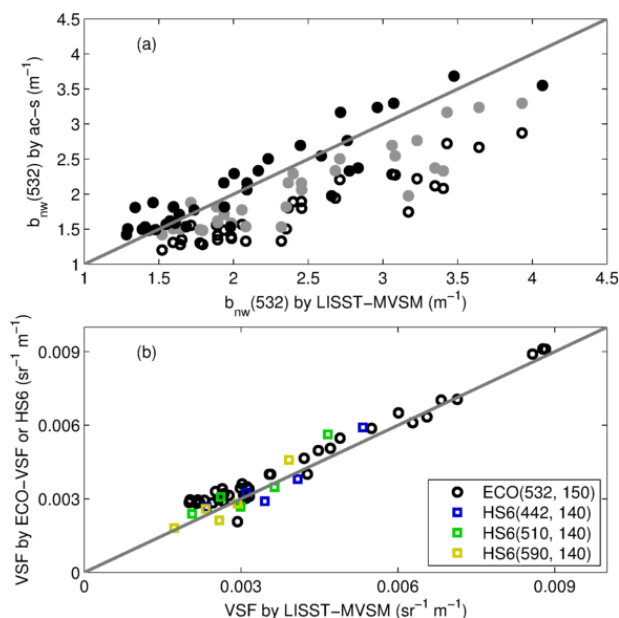 4.5
4
3.5
3
2.5
2
1.5
1
(a)
b_nw(532) by ac-s (m⁻¹)
1 1.5 2 2.5 3 3.5 4 4.5
b_nw(532) by LISST-MVSM (m⁻¹)
(b)
VSF by ECO-VSF or HS6 (sr⁻¹ m⁻¹)
0.009
0.006
0.003
0
ECO(532, 150)
HS6(442, 140)
HS6(510, 140)
HS6(590, 140)
0 0.003 0.006 0.009
VSF by LISST-MVSM (sr⁻¹ m⁻¹)